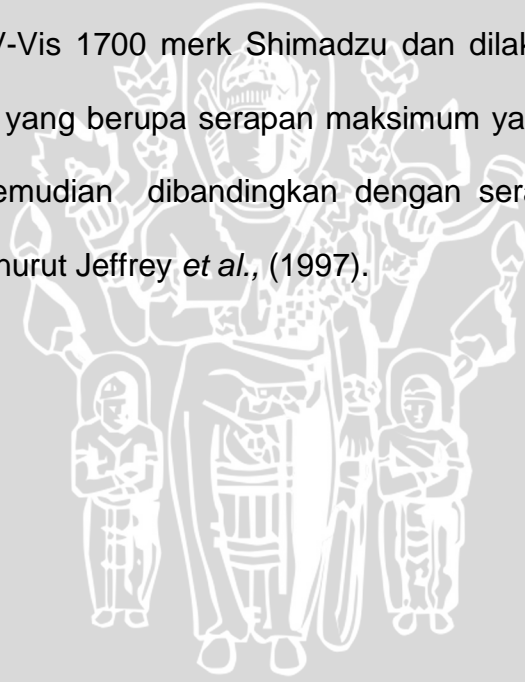 V-Vis 1700 merk Shimadzu dan dilak
yang berupa serapan maksimum ya
emudian dibandingkan dengan sera
nurut Jeffrey et al., (1997).